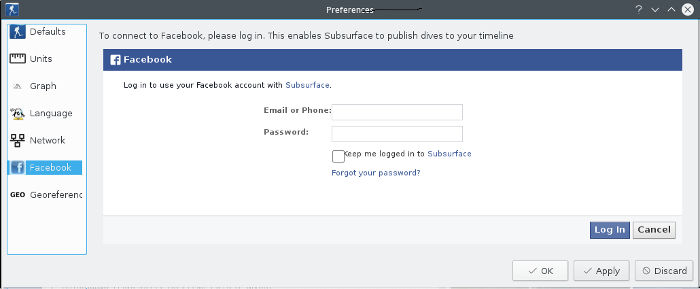 Preferences
Defaults
Units
Graph
Language
Network
Facebook
GEO Georeferenc
To connect to Facebook, please log in. This enables Subsurface to publish dives to your timeline
Facebook
Log in to use your Facebook account with Subsurface.
Email or Phone:
Password:
Keep me logged in to Subsurface
Forgot your password?
Log In Cancel
OK Apply Discard